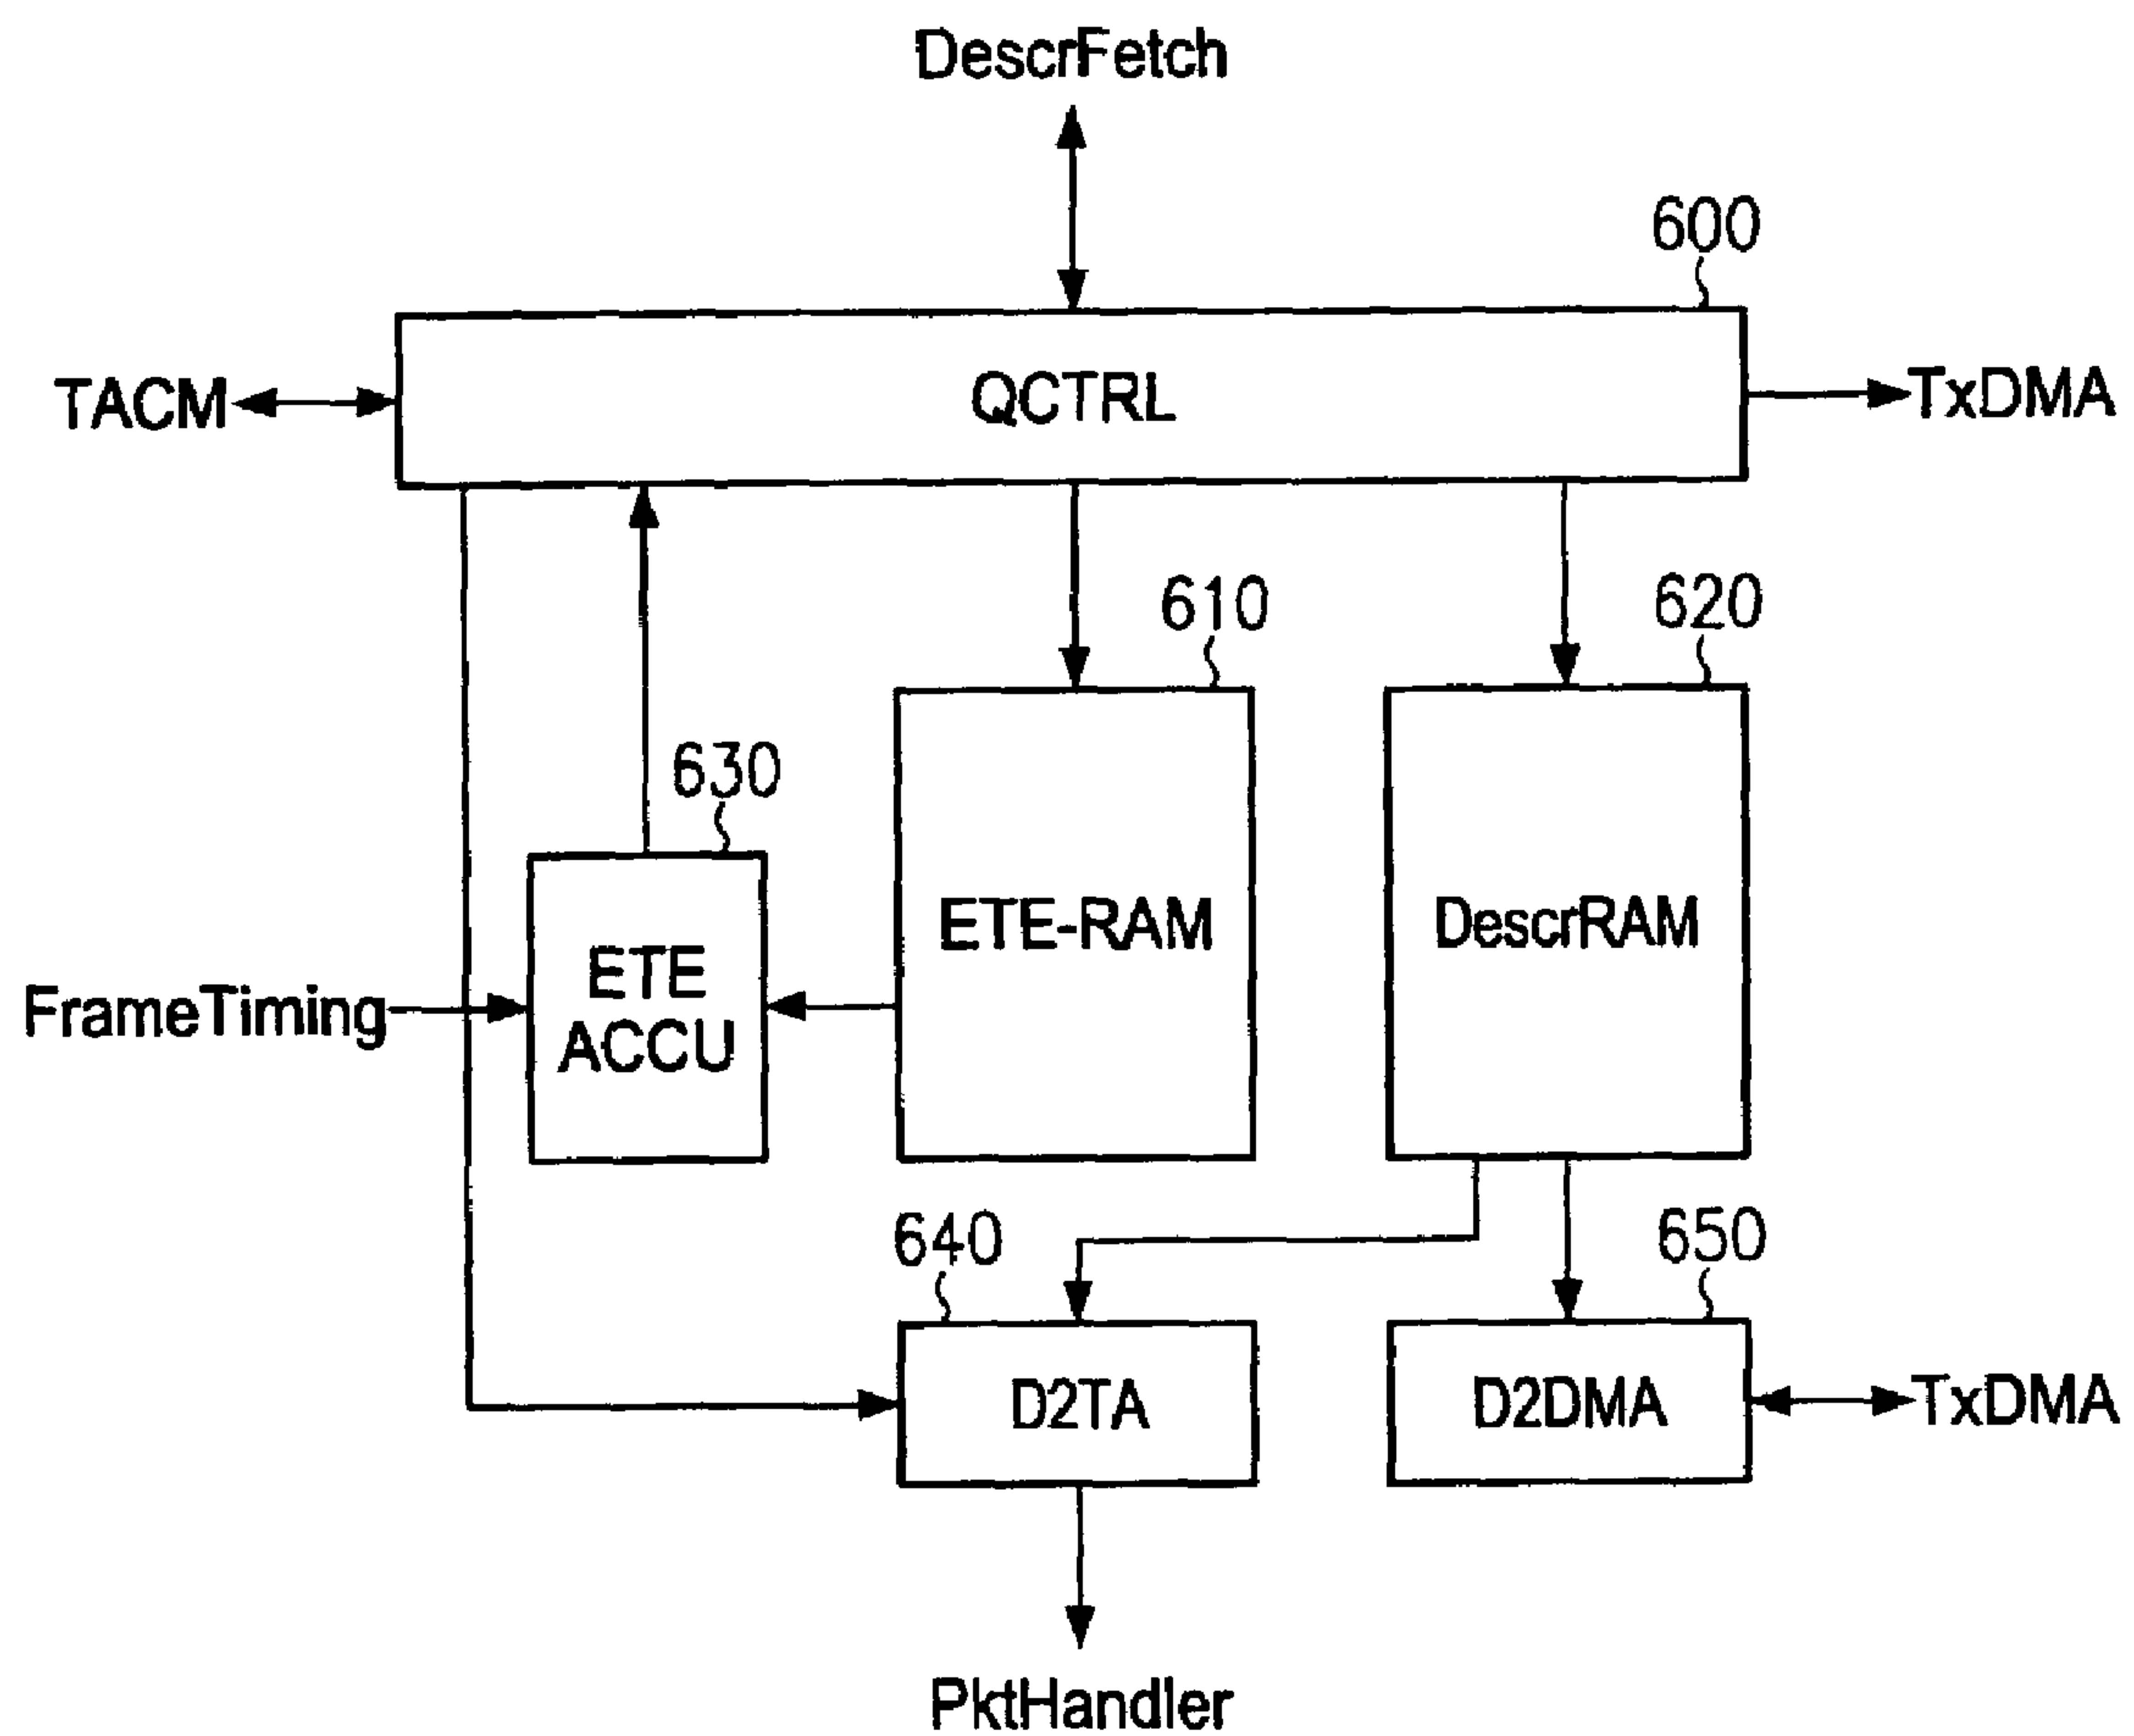 DescrFetch
600
TACM
QCTRL
TxDMA
610
620
630
ETE-RAM
DescrRAM
ETE
ACCU
FrameTiming
640
650
D2TA
D2DMA
TxDMA
PktHandler